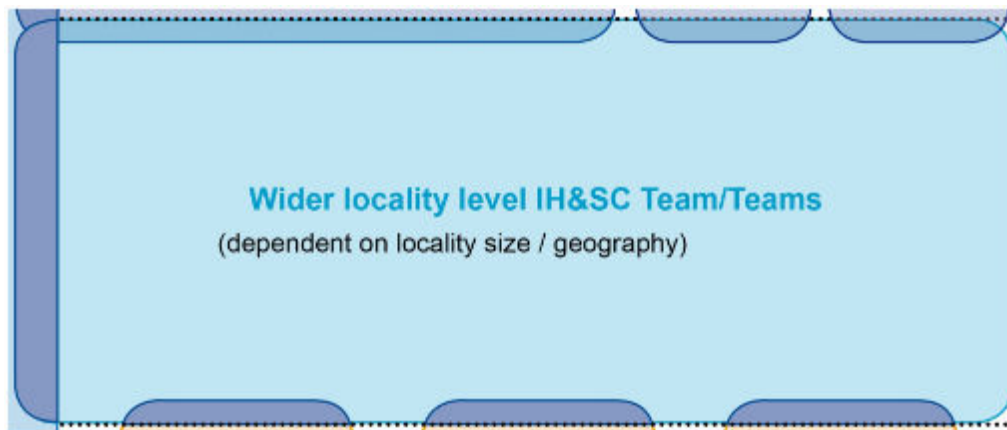 Wider locality level IH&SC Team/Teams
(dependent on locality size / geography)